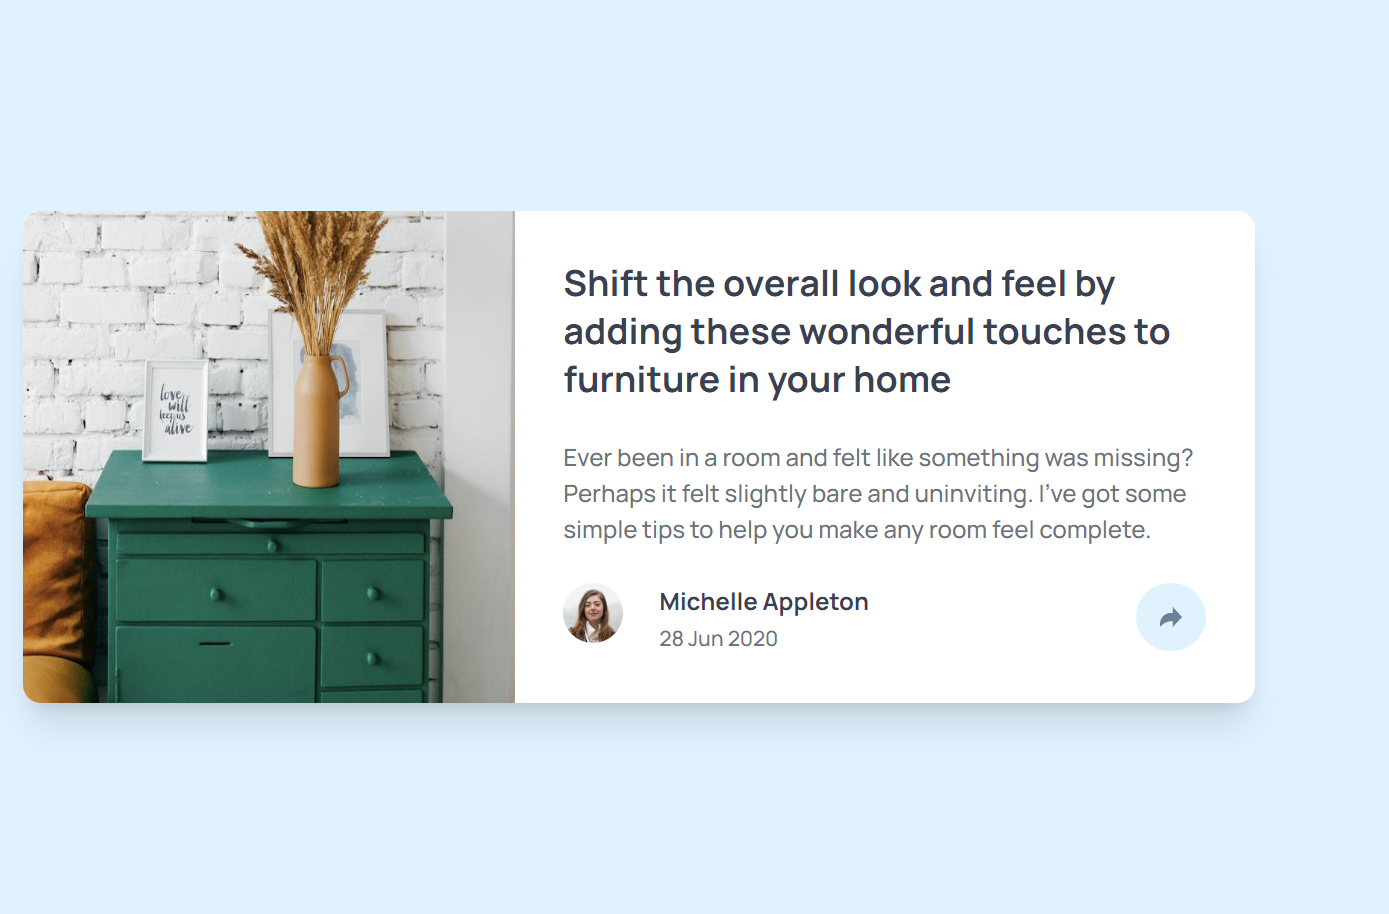 love
will
keep us
alive
Shift the overall look and feel by
adding these wonderful touches to
furniture in your home
Ever been in a room and felt like something was missing?
Perhaps it felt slightly bare and uninviting. I’ve got some
simple tips to help you make any room feel complete.
Michelle Appleton
28 Jun 2020